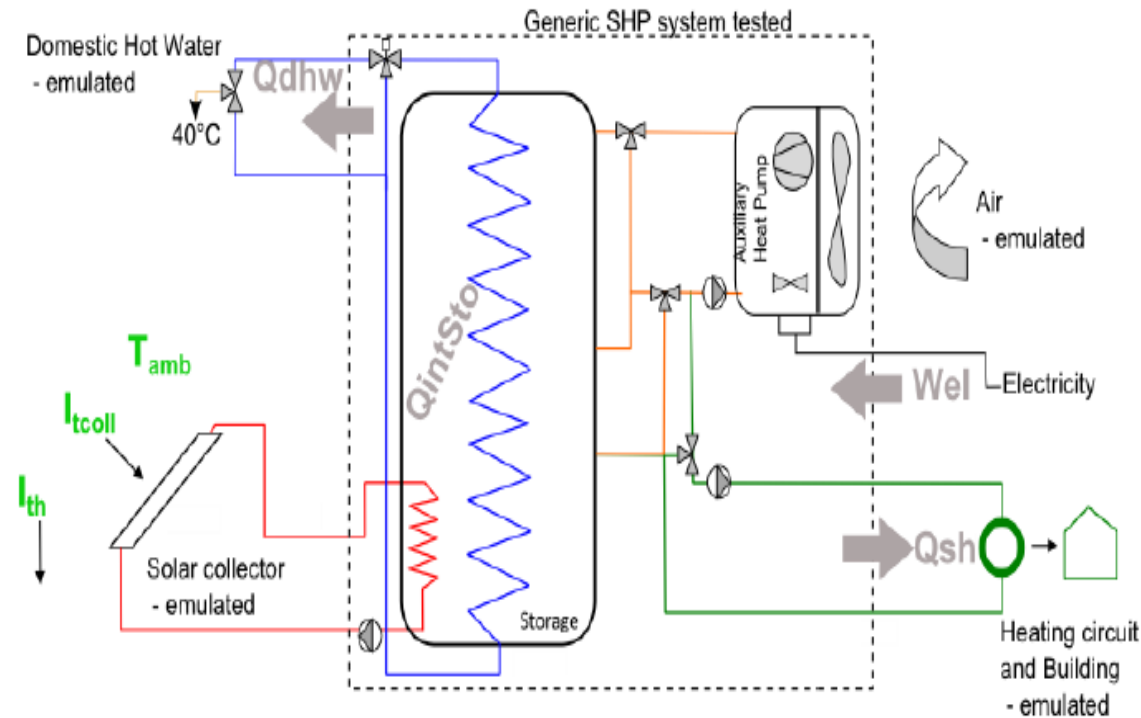 Generic SHP system tested
Domestic Hot Water
- emulated
Qdhw
40°C
Auxiliary
Heat Pump
Air
- emulated
QintSto
Tamb
Itcoll
Ith
Wel
Electricity
Solar collector
- emulated
Qsh
Storage
Heating circuit
and Building
- emulated